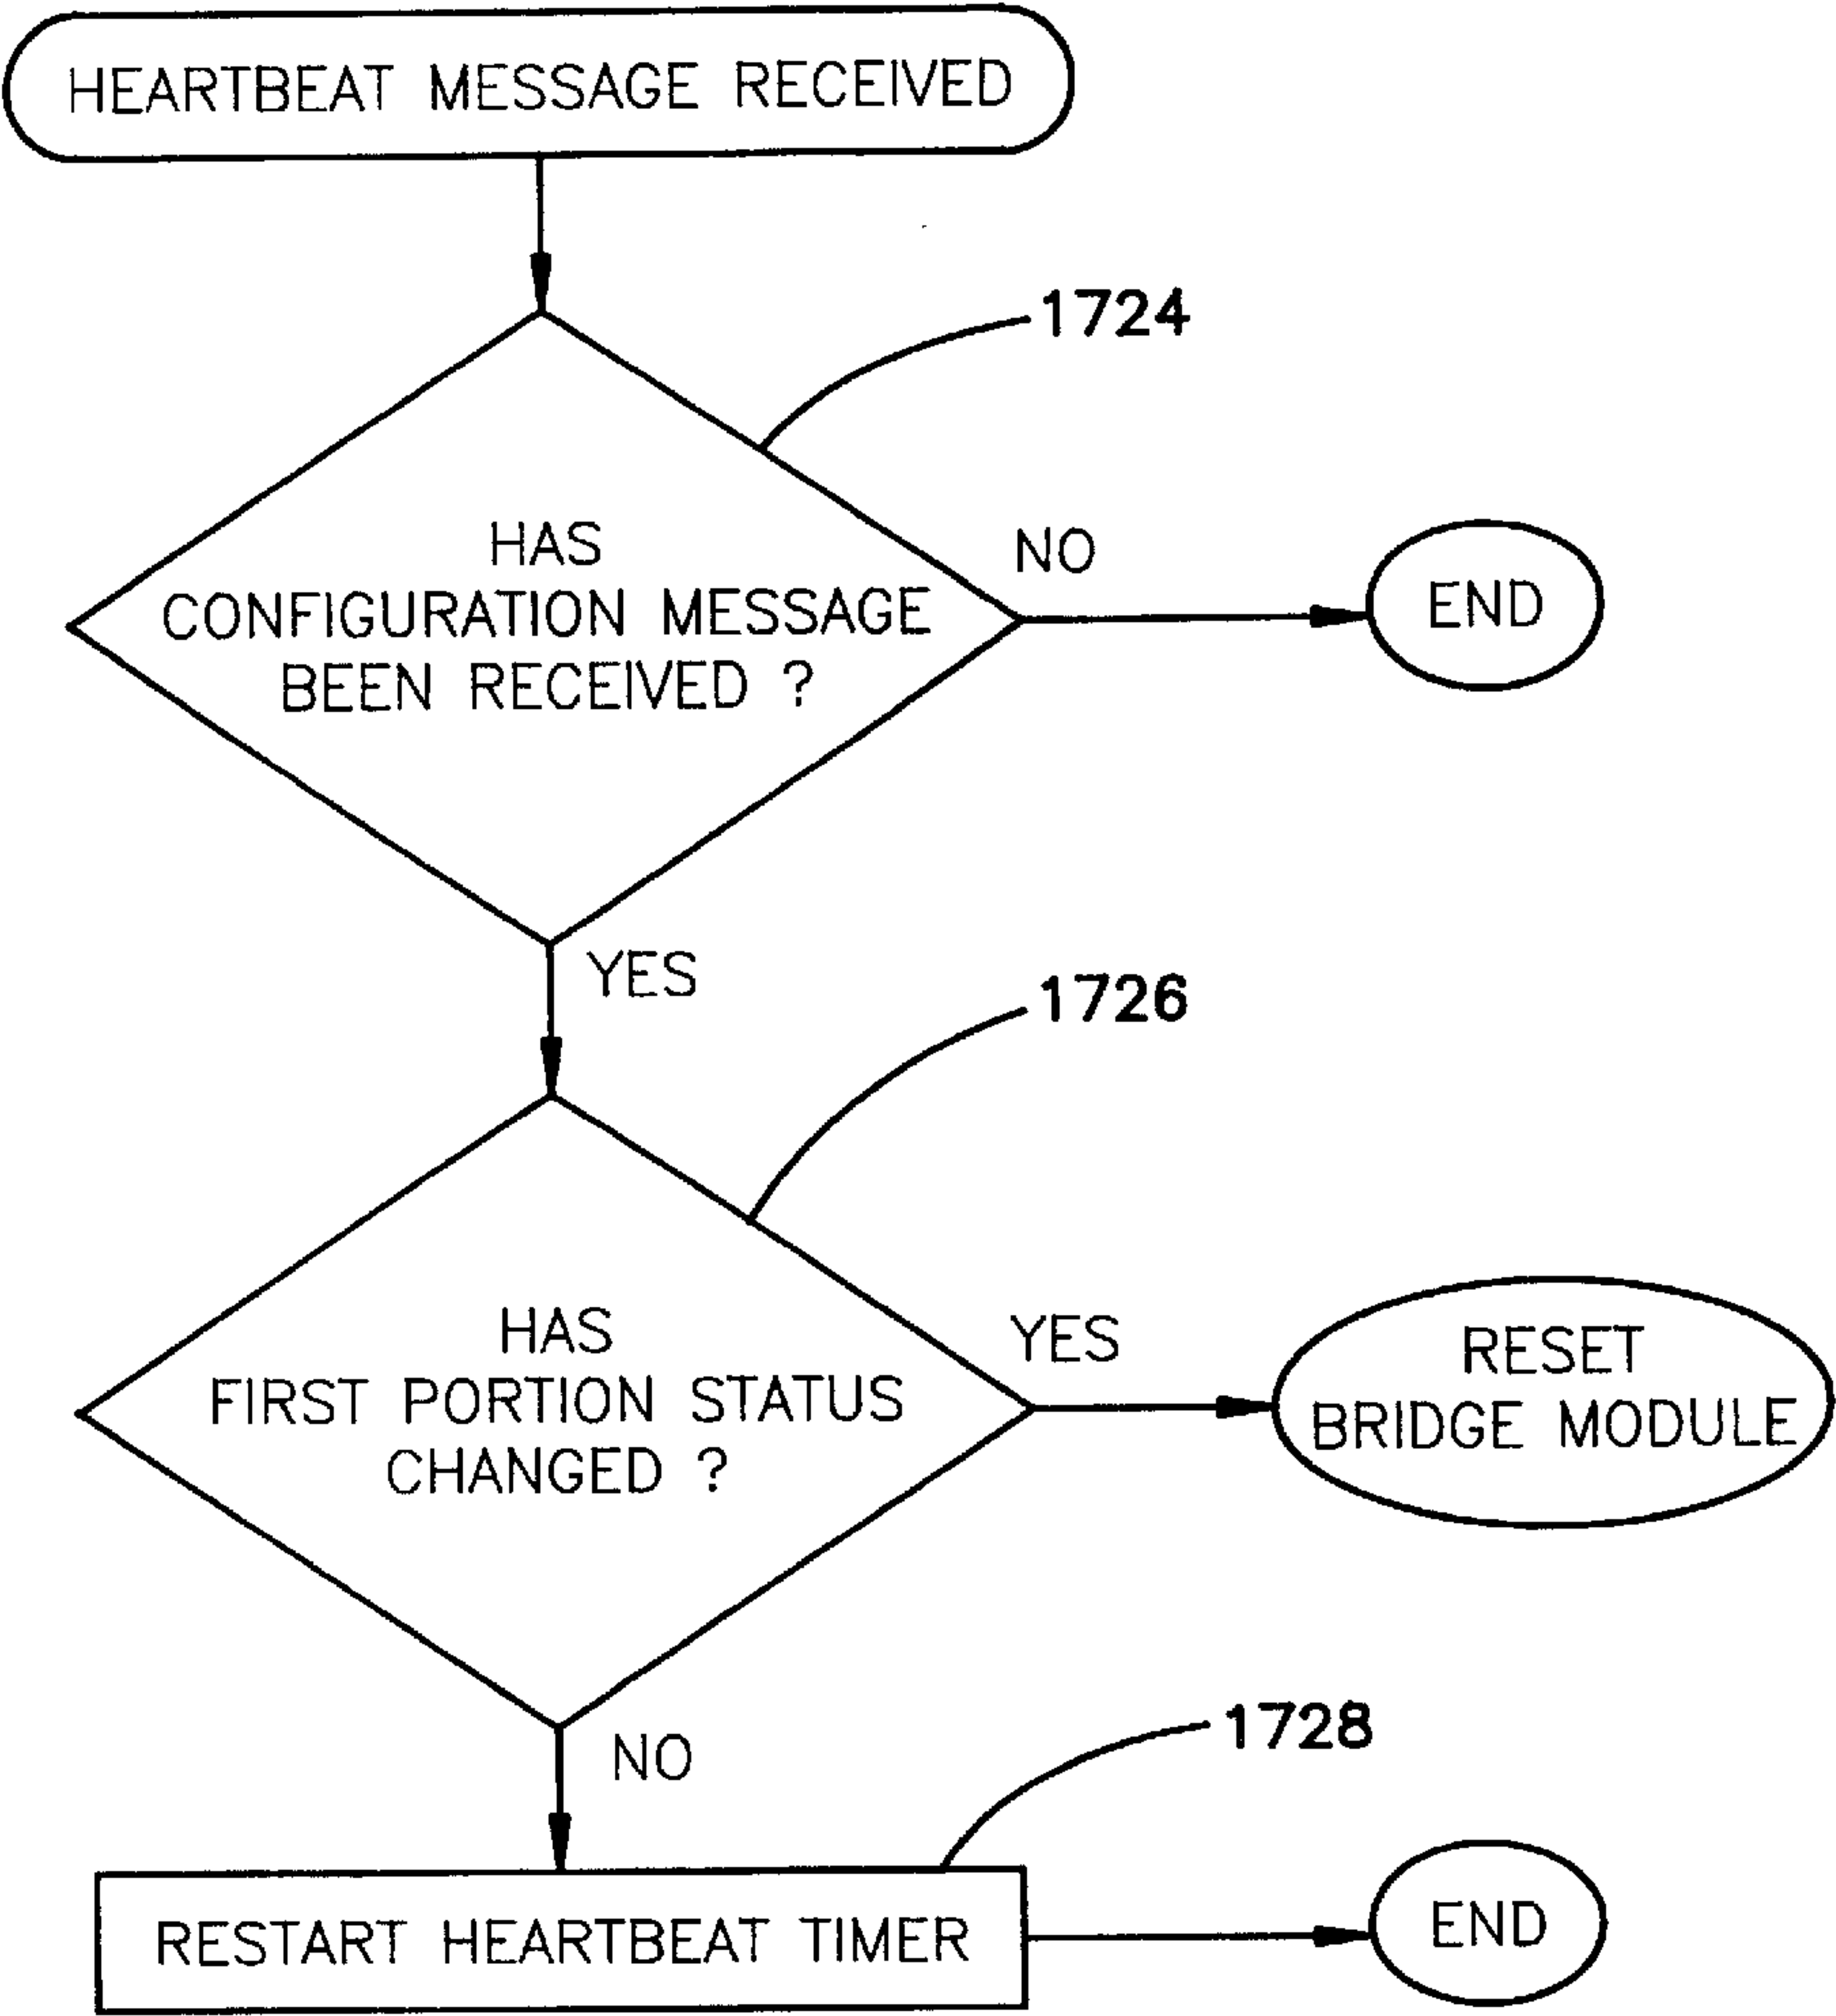 HEARTBEAT MESSAGE RECEIVED
1724
HAS
CONFIGURATION MESSAGE
BEEN RECEIVED ?
NO
END
YES
1726
HAS
FIRST PORTION STATUS
CHANGED ?
YES
RESET
BRIDGE MODULE
NO
1728
RESTART HEARTBEAT TIMER
END